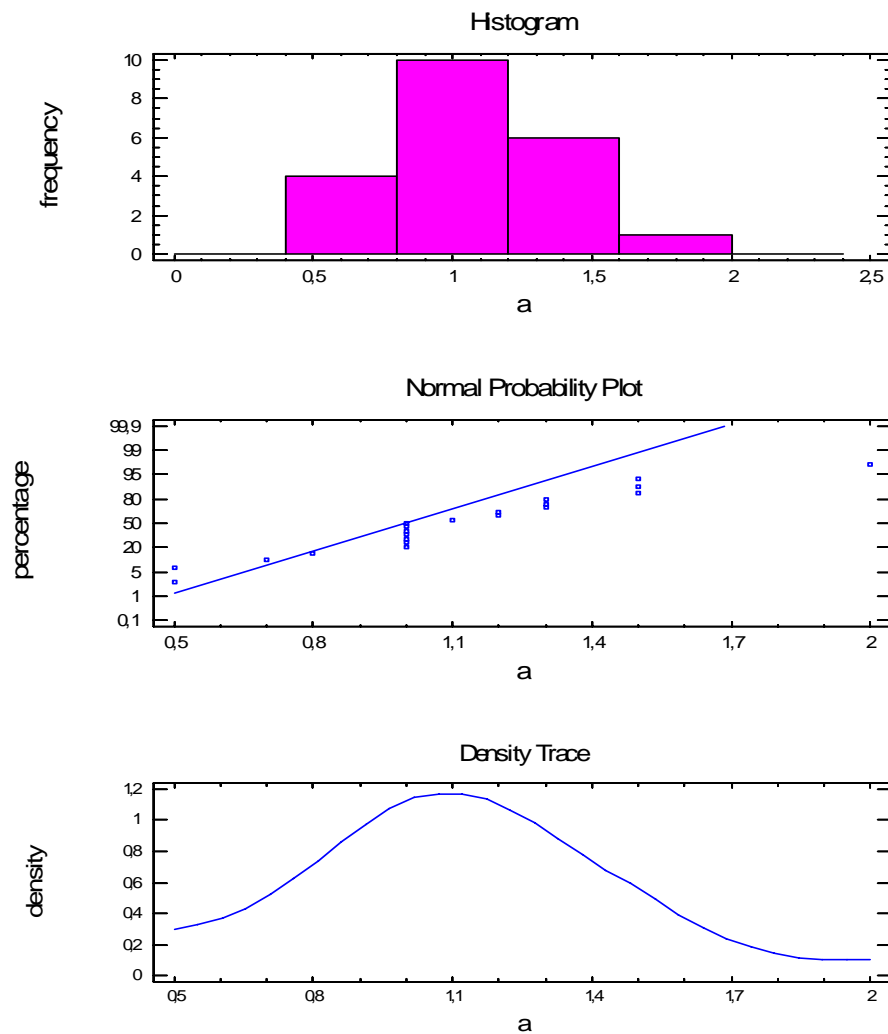 Histogram
frequency
10
8
6
4
2
0
0 0,5 1 1,5 2 2,5
a
Normal Probability Plot
percentage
99,9
99
95
80
50
20
5
1
0,1
0,5 0,8 1,1 1,4 1,7 2
a
Density Trace
density
1,2
1
0,8
0,6
0,4
0,2
0
0,5 0,8 1,1 1,4 1,7 2
a